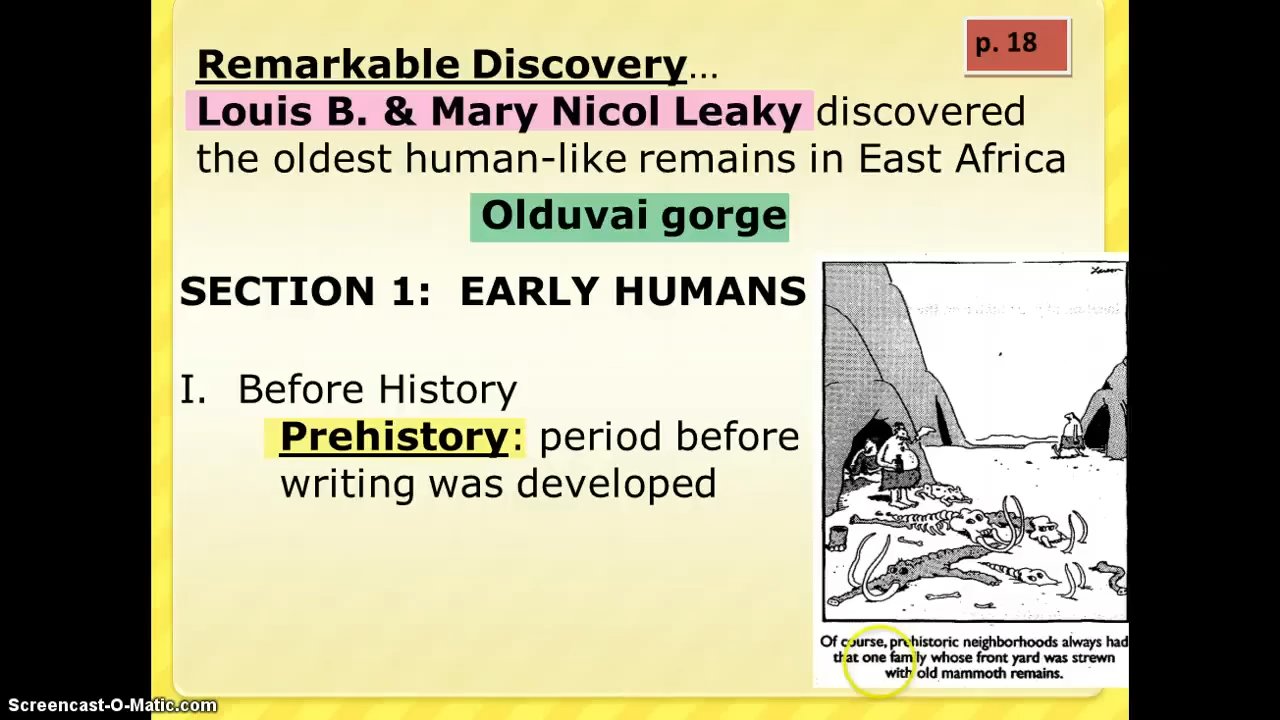 p. 18
Remarkable Discovery...
Louis B. & Mary Nicol Leaky discovered
the oldest human-like remains in East Africa
Olduvai gorge
SECTION 1: EARLY HUMANS
I. Before History
Prehistory: period before
writing was developed
Larson
Of course, prehistoric neighborhoods always had
that one family whose front yard was strewn
with old mammoth remains.
Screencast-O-Matic.com